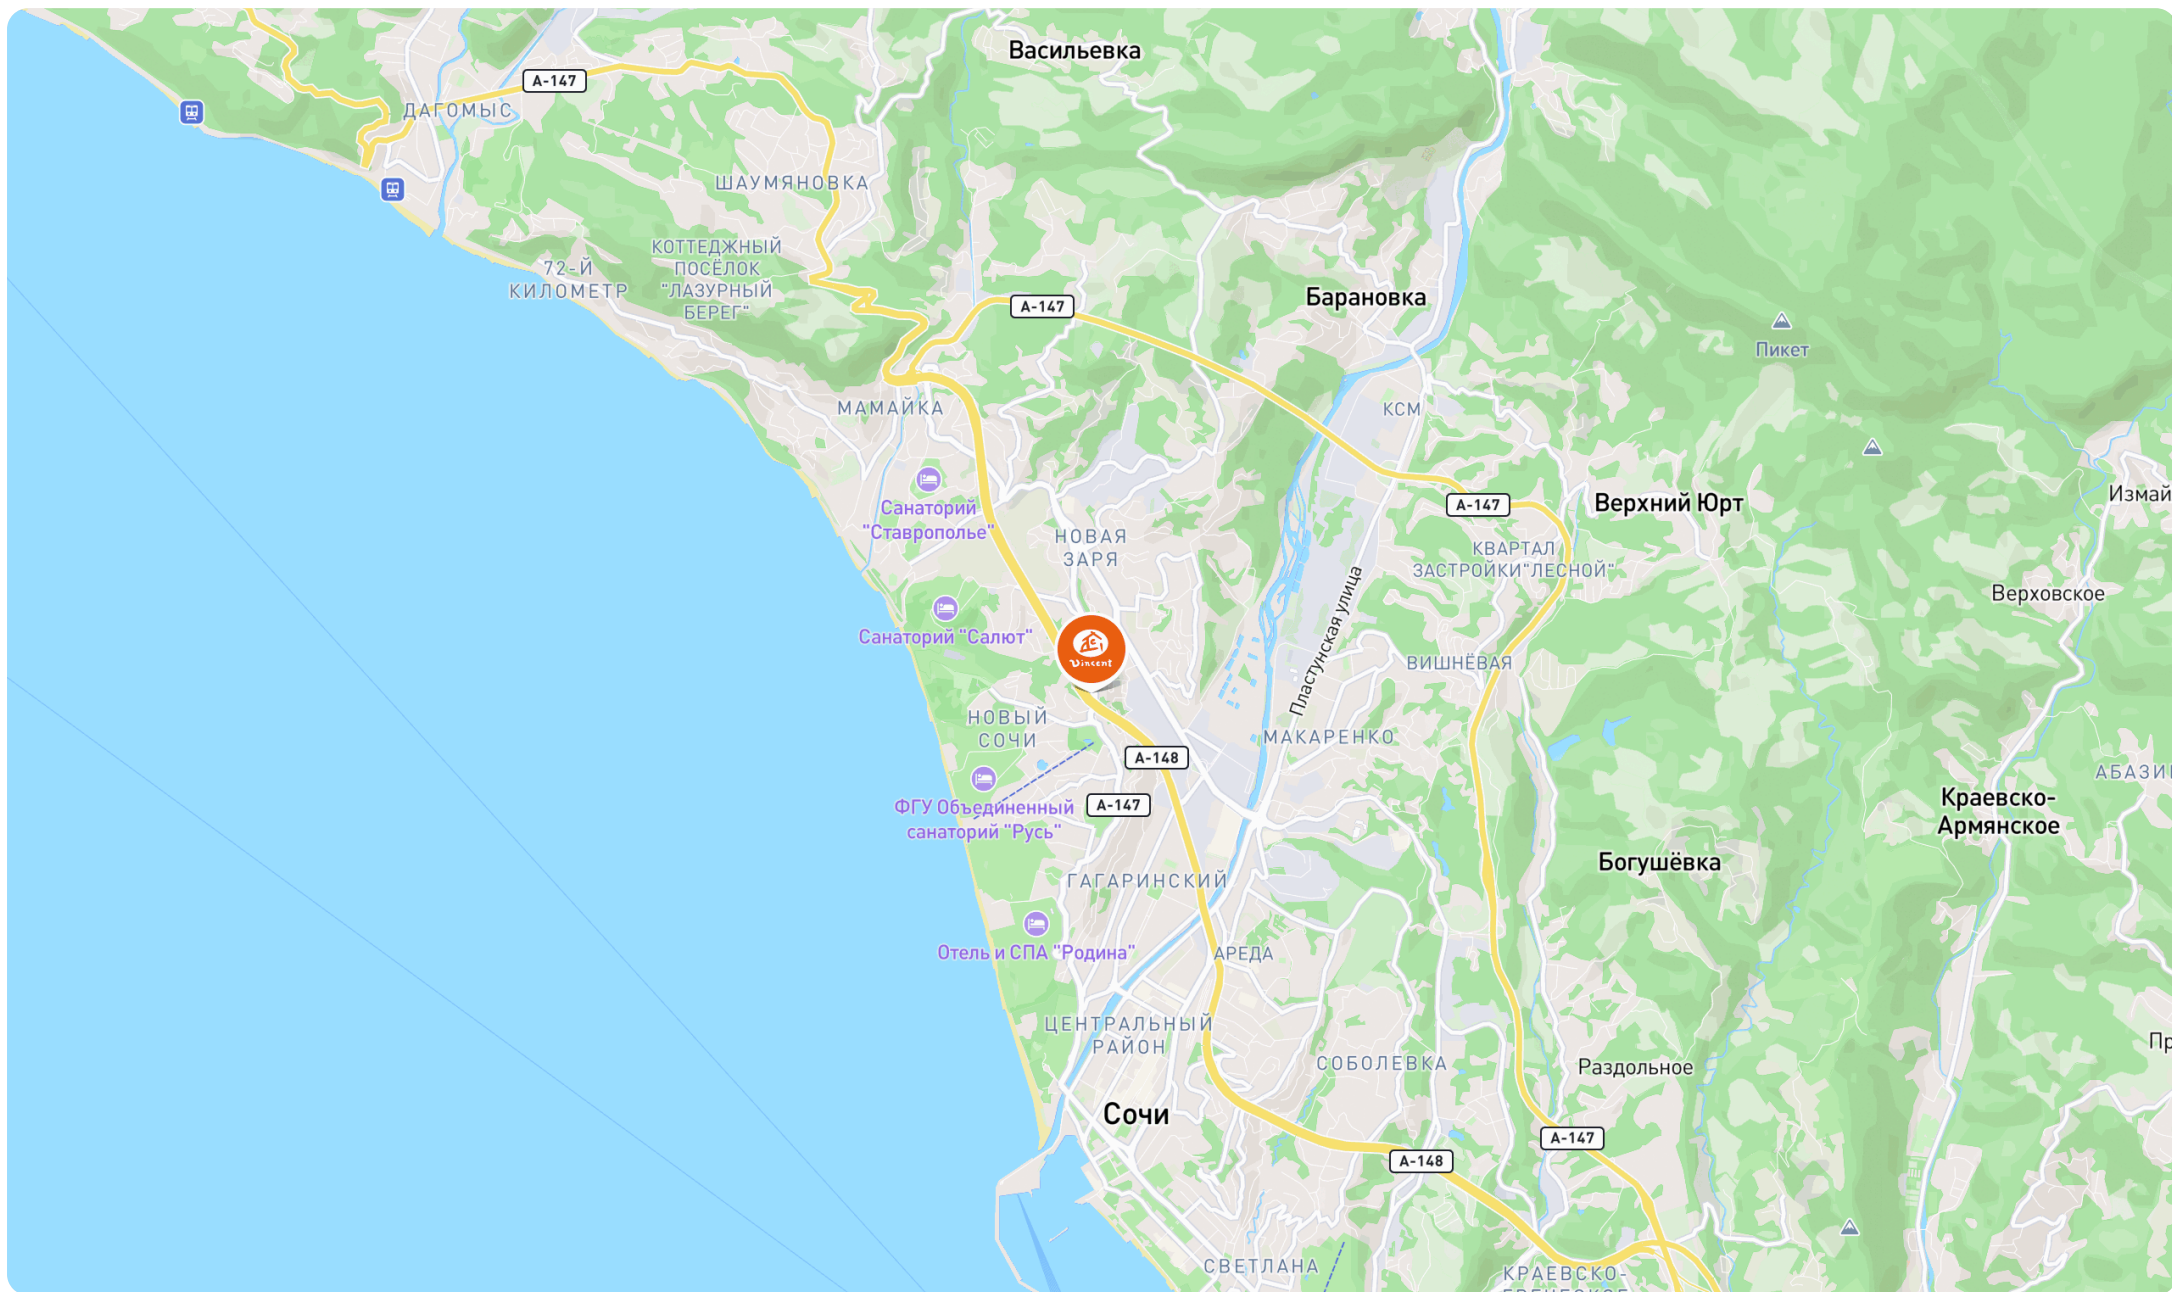 Васильевка
А-147
ДАГОМЫС
ШАУМЯНОВКА
КОТТЕДЖНЫЙ
ПОСЁЛОК
"ЛАЗУРНЫЙ
БЕРЕГ"
72-Й
КИЛОМЕТР
А-147
Барановка
Пикет
МАМАЙКА
КСМ
Санаторий
"Ставрополье"
А-147
Верхний Юрт
НОВАЯ
ЗАРЯ
КВАРТАЛ
ЗАСТРОЙКИ"ЛЕСНОЙ"
Верховское
Санаторий "Салют"
Vincent
Пластунская улица
ВИШНЁВАЯ
НОВЫЙ
СОЧИ
МАКАРЕНКО
А-148
А-147
ФГУ Объединенный
санаторий "Русь"
Краевско-
Армянское
Богушёвка
ГАГАРИНСКИЙ
Отель и СПА "Родина"
АРЕДА
ЦЕНТРАЛЬНЫЙ
РАЙОН
СОБОЛЕВКА
Раздольное
Сочи
А-147
А-148
СВЕТЛАНА
КРАЕВСКО-